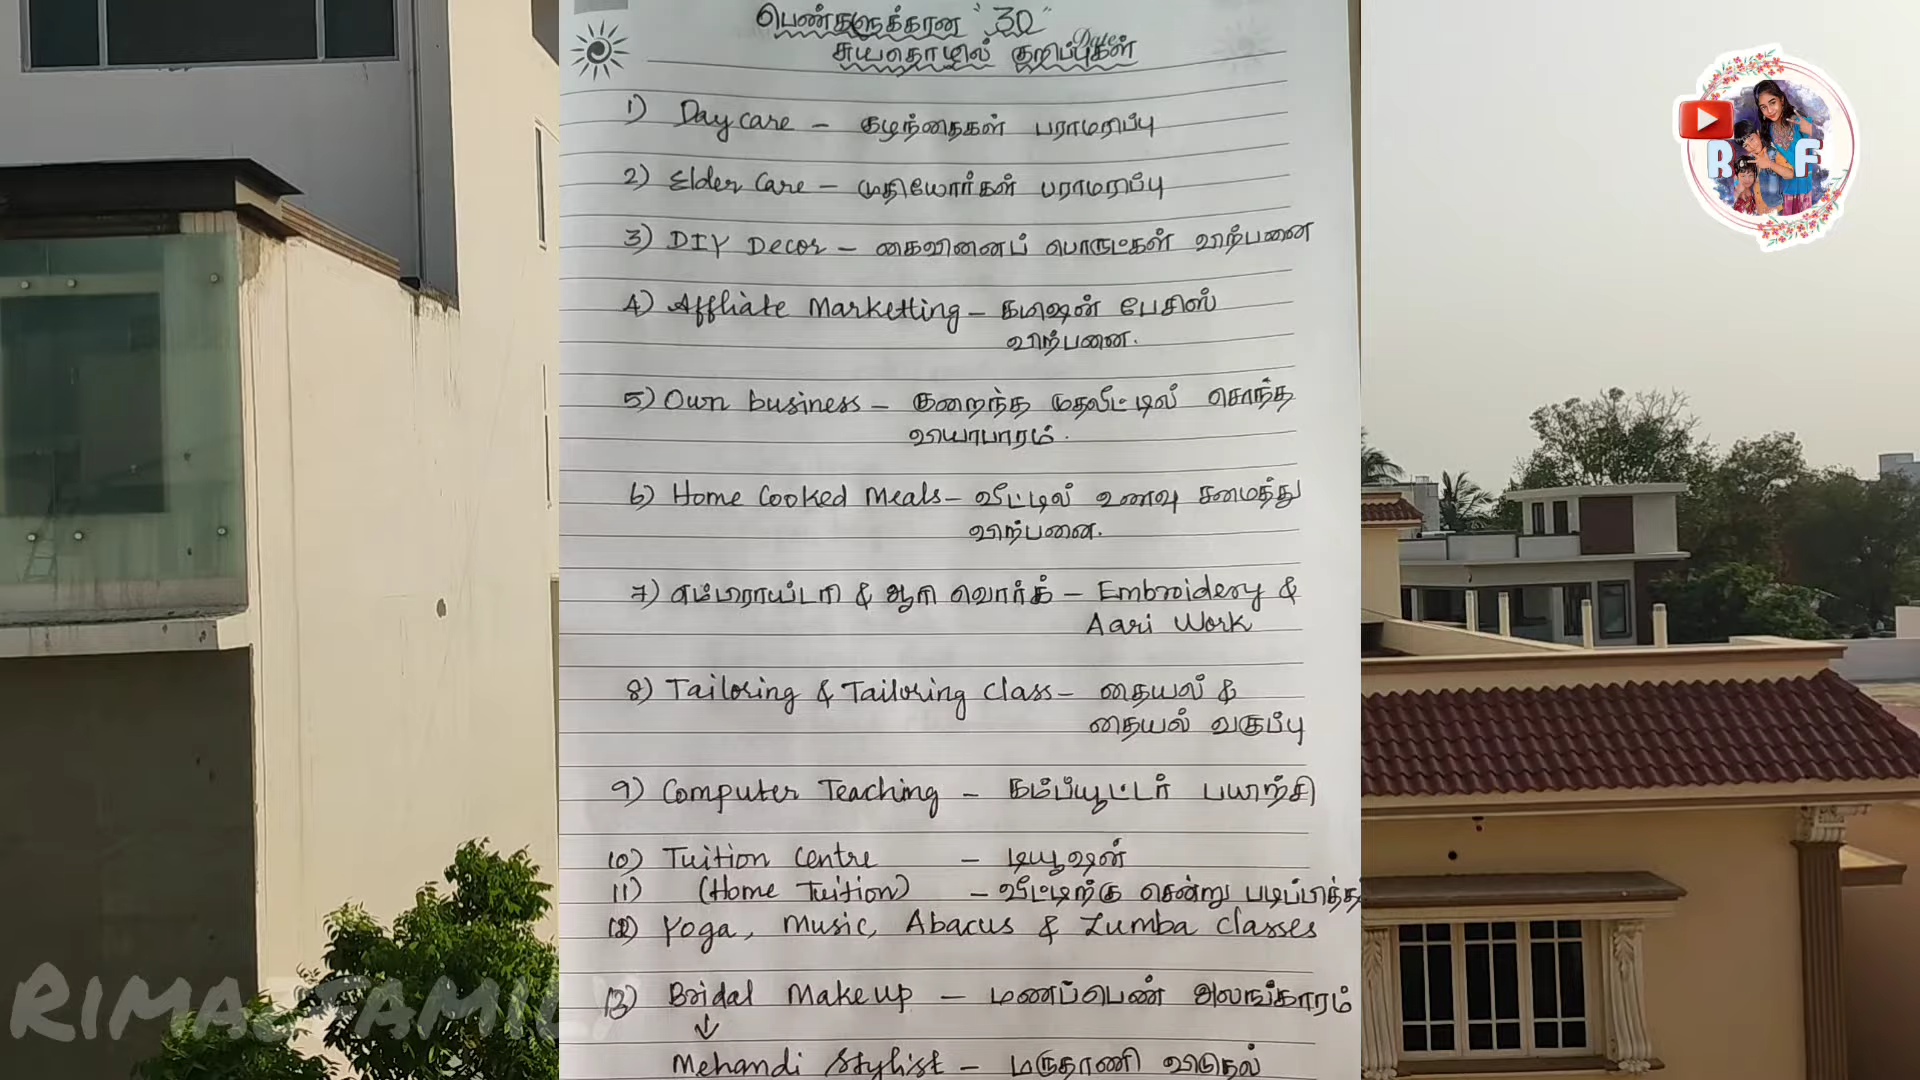 பெண்களுக்கான "30"
Date
சுயதொழில் குறிப்புகள்
1) Day care – குழந்தைகள் பராமரிப்பு
2) Elder Care – முதியோர்கள் பராமரிப்பு
3) DIY Decor – கைவினைப் பொருட்கள் விற்பனை
4) Affliate Marketting – கமிஷன் பேசிஸ்
விற்பனை.
5) Own business – குறைந்த முதலீட்டில் சொந்த
வியாபாரம்.
6) Home Cooked Meals – வீட்டில் உணவு சமைத்து
விற்பனை.
7) எம்பிராய்டரி & ஆரி வொர்க் – Embroidery &
Aari Work
8) Tailoring & Tailoring Class – தையல் &
தையல் வகுப்பு
9) Computer Teaching – கம்ப்யூட்டர் பயிற்சி
10) Tuition Centre – டியூஷன்
11) (Home Tuition) – வீட்டிற்கு சென்று
12) Yoga, Music, Abacus & Zumba Classes
13) Bridal Makeup – மணப்பெண் அலங்காரம்
↓
Mehandi Stylist – மருதாணி விடுதல்
R F